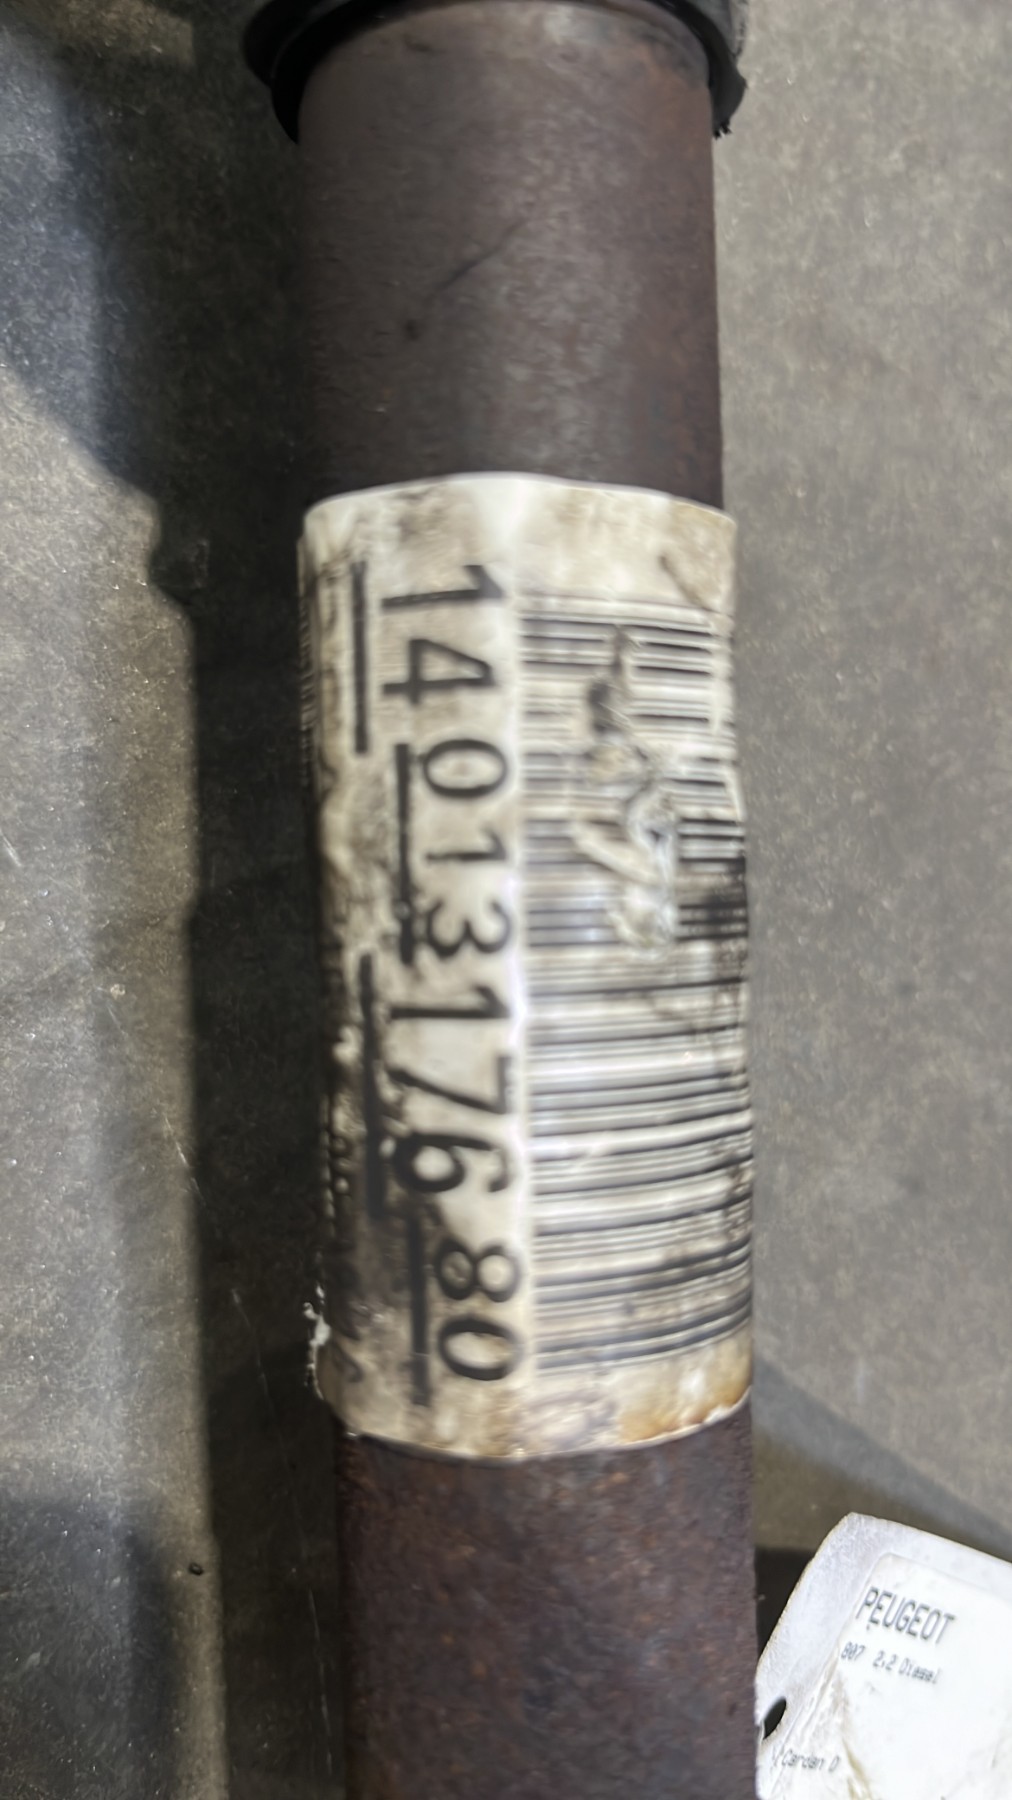 1401317680
PEUGEOT
807 2.2 Diesel
Cardan D